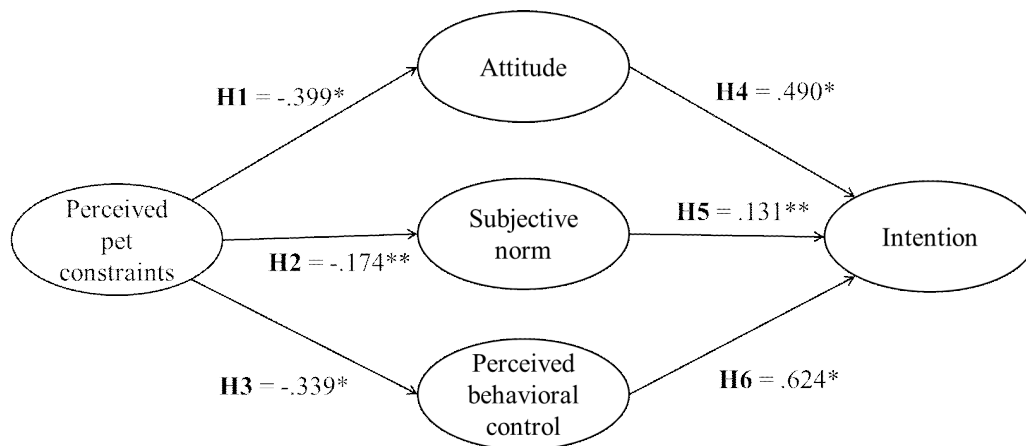 Attitude
H1 = -.399*
H4 = .490*
Perceived
pet
constraints
Subjective
norm
H5 = .131**
Intention
H2 = -.174**
H3 = -.339*
Perceived
behavioral
control
H6 = .624*